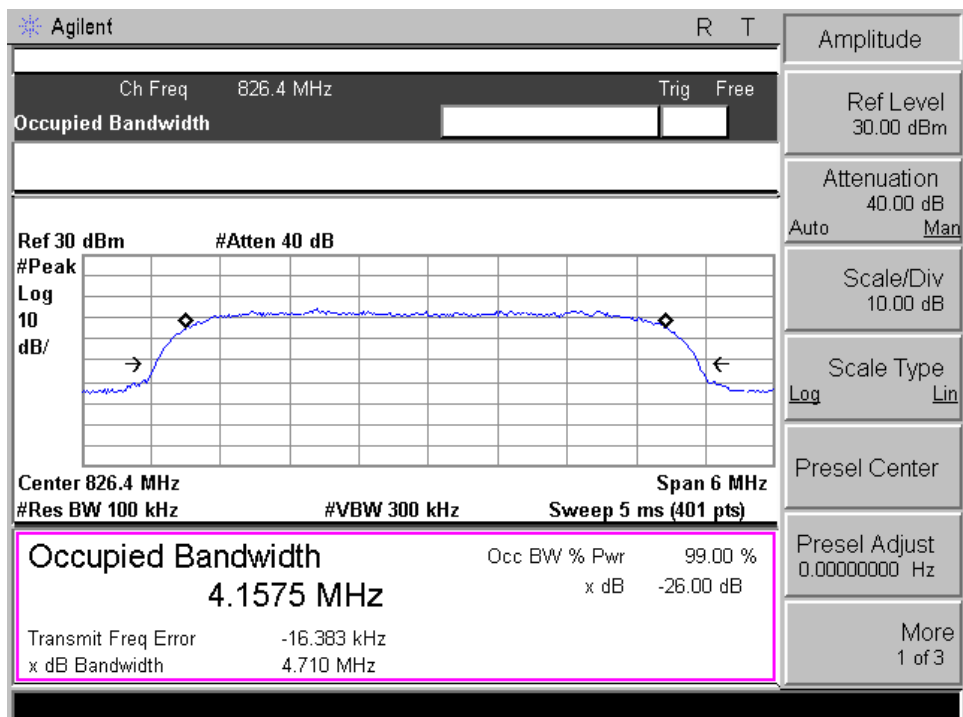 Agilent R T
Ch Freq 826.4 MHz Trig Free
Occupied Bandwidth
Ref 30 dBm #Atten 40 dB
#Peak
Log
10
dB/
Center 826.4 MHz Span 6 MHz
#Res BW 100 kHz #VBW 300 kHz Sweep 5 ms (401 pts)
Occupied Bandwidth Occ BW % Pwr 99.00 %
4.1575 MHz x dB -26.00 dB
Transmit Freq Error -16.383 kHz
x dB Bandwidth 4.710 MHz
Amplitude
Ref Level
30.00 dBm
Attenuation
40.00 dB
Auto Man
Scale/Div
10.00 dB
Scale Type
Log Lin
Presel Center
Presel Adjust
0.00000000 Hz
More
1 of 3